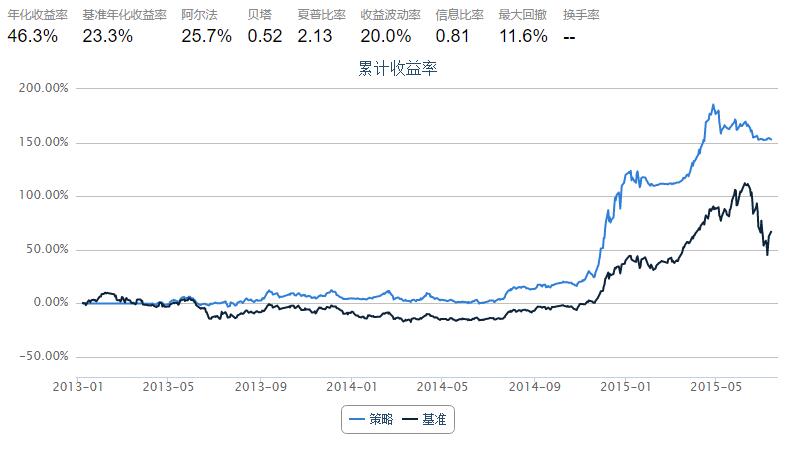 年化收益率 基准年化收益率 阿尔法 贝塔 夏普比率 收益波动率 信息比率 最大回撤 换手率
46.3% 23.3% 25.7% 0.52 2.13 20.0% 0.81 11.6% --
累计收益率
200.00%
150.00%
100.00%
50.00%
0.00%
-50.00%
2013-01 2013-05 2013-09 2014-01 2014-05 2014-09 2015-01 2015-05
策略 基准